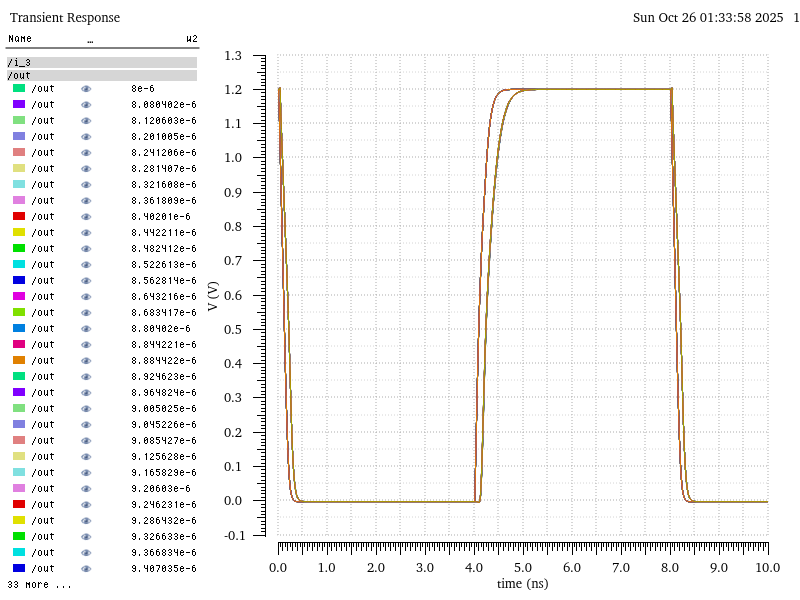 Transient Response
Sun Oct 26 01:33:58 2025 1
Name ... w2
/i_3
/out
/out 8e-6
/out 8.080402e-6
/out 8.120603e-6
/out 8.201005e-6
/out 8.241206e-6
/out 8.281407e-6
/out 8.321608e-6
/out 8.361809e-6
/out 8.40201e-6
/out 8.442211e-6
/out 8.482412e-6
/out 8.522613e-6
/out 8.562814e-6
/out 8.643216e-6
/out 8.683417e-6
/out 8.80402e-6
/out 8.844221e-6
/out 8.884422e-6
/out 8.924623e-6
/out 8.964824e-6
/out 9.005025e-6
/out 9.045226e-6
/out 9.085427e-6
/out 9.125628e-6
/out 9.165829e-6
/out 9.20603e-6
/out 9.246231e-6
/out 9.286432e-6
/out 9.326633e-6
/out 9.366834e-6
/out 9.407035e-6
33 more ...
V (V)
1.3
1.2
1.1
1.0
0.9
0.8
0.7
0.6
0.5
0.4
0.3
0.2
0.1
0.0
-0.1
0.0 1.0 2.0 3.0 4.0 5.0 6.0 7.0 8.0 9.0 10.0
time (ns)